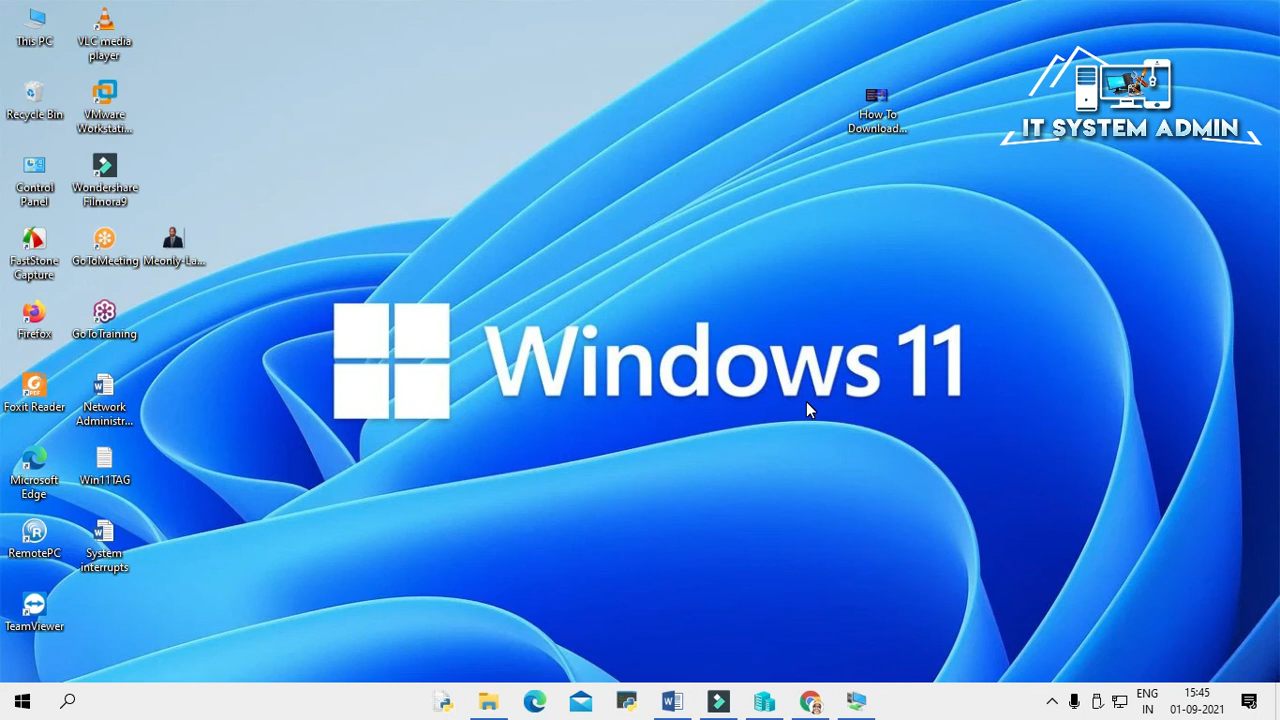 This PC
VLC media
player
Recycle Bin
VMware
Workstati...
Control
Panel
Wondershare
Filmora9
FastStone
Capture
GoToMeeting
Meonly-La...
Firefox
GoToTraining
Foxit Reader
Network
Administr...
Microsoft
Edge
Win11TAG
RemotePC
System
interrupts
TeamViewer
How To
Download...
IT SYSTEM ADMIN
Windows 11
ENG
IN
15:45
01-09-2021